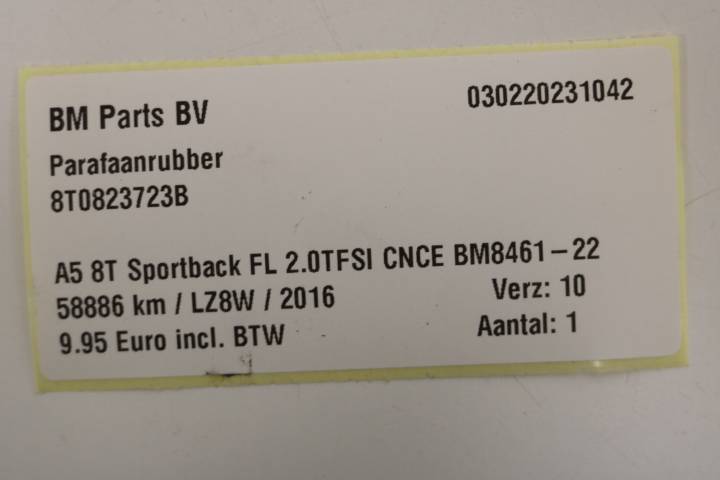 BM Parts BV 030220231042
Parafaanrubber
8T0823723B
A5 8T Sportback FL 2.0TFSI CNCE BM8461-22
58886 km / LZ8W / 2016 Verz: 10
9.95 Euro incl. BTW Aantal: 1